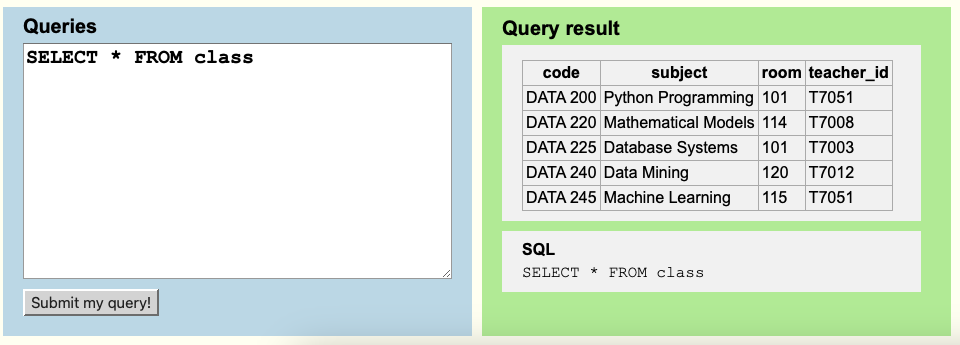 Queries
SELECT * FROM class
Submit my query!
Query result
code subject room teacher_id
DATA 200 Python Programming 101 T7051
DATA 220 Mathematical Models 114 T7008
DATA 225 Database Systems 101 T7003
DATA 240 Data Mining 120 T7012
DATA 245 Machine Learning 115 T7051
SQL
SELECT * FROM class